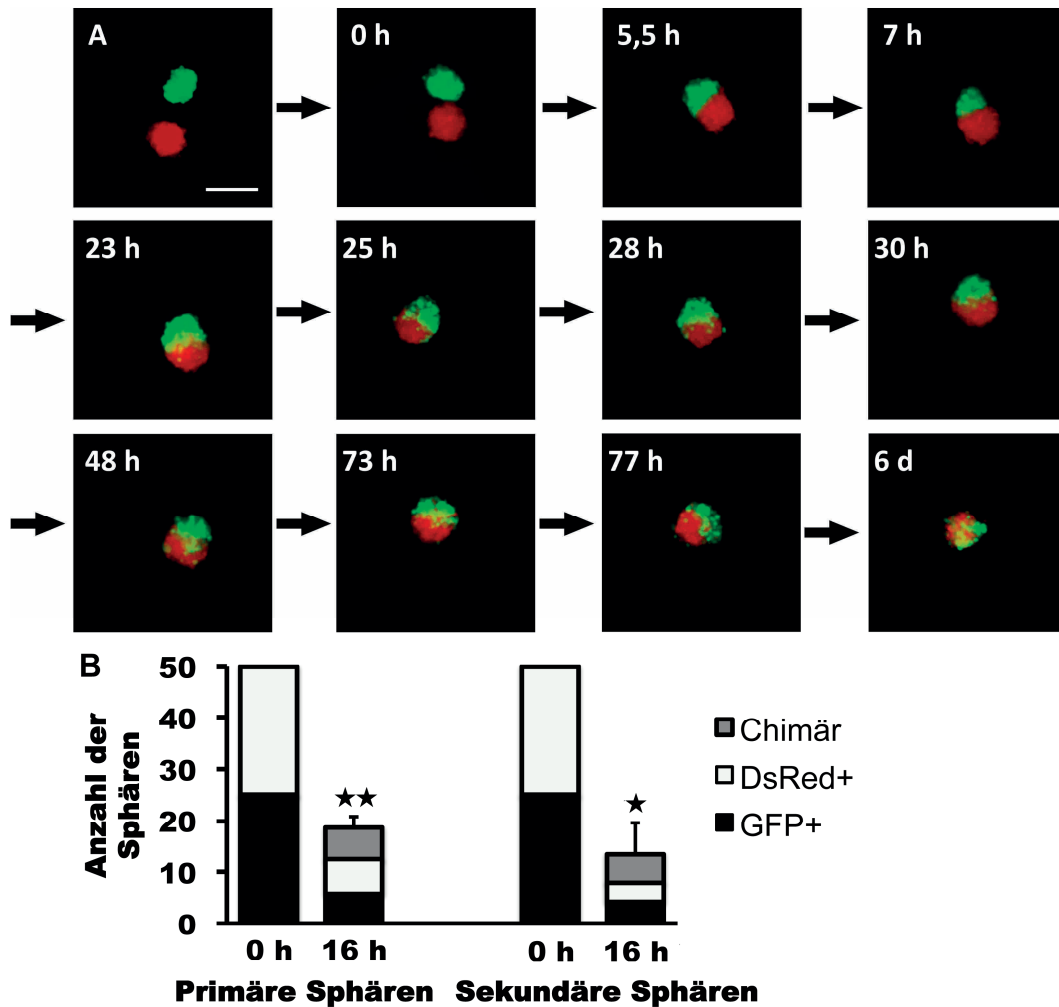 A
0 h
5,5 h
7 h
23 h
25 h
28 h
30 h
48 h
73 h
77 h
6 d
B
Anzahl der
Sphären
50
40
30
20
10
0
★★
★
0 h
16 h
0 h
16 h
Primäre Sphären
Sekundäre Sphären
Chimär
DsRed+
GFP+